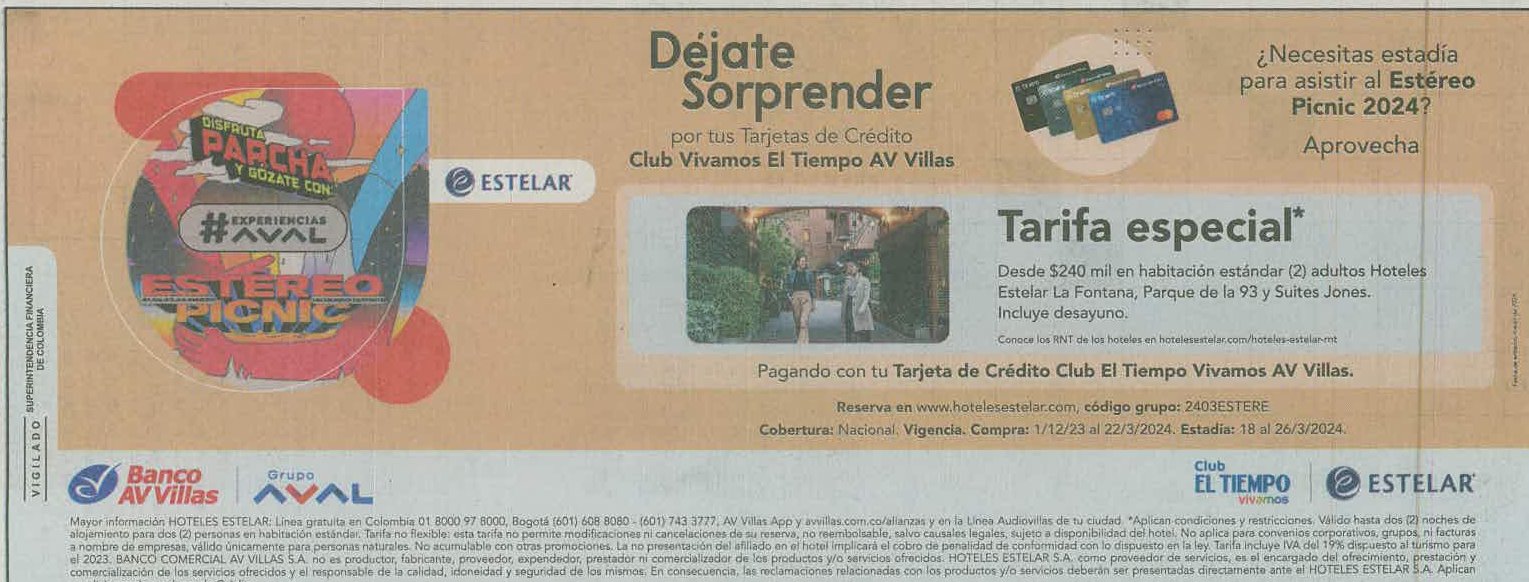 DISFRUTA
PARCHA
Y GÓZATE CON:
#EXPERIENCIAS
AVAL
ESTÉREO
PICNIC
ESTELAR
Déjate
Sorprender
por tus Tarjetas de Crédito
Club Vivamos El Tiempo AV Villas
¿Necesitas estadía
para asistir al Estéreo
Picnic 2024?
Aprovecha
Tarifa especial*
Desde $240 mil en habitación estándar (2) adultos Hoteles
Estelar La Fontana, Parque de la 93 y Suites Jones.
Incluye desayuno.
Conoce los RNT de los hoteles en hotelesestelar.com/hoteles-estelar-rnt
Pagando con tu Tarjeta de Crédito Club El Tiempo Vivamos AV Villas.
Reserva en www.hotelesestelar.com, código grupo: 2403ESTERE
Cobertura: Nacional. Vigencia. Compra: 1/12/23 al 22/3/2024. Estadía: 18 al 26/3/2024.
VIGILADO
SUPERINTENDENCIA FINANCIERA
DE COLOMBIA
Banco
AV Villas
Grupo
AVAL
Club
EL TIEMPO
vivamos
ESTELAR
Mayor información HOTELES ESTELAR: Línea gratuita en Colombia 01 8000 97 8000, Bogotá (601) 608 8080 - (601) 743 3777, AV Villas App y avvillas.com.co/alianzas y en la Línea Audiovillas de tu ciudad. *Aplican condiciones y restricciones. Válido hasta dos (2) noches de
alojamiento para dos (2) personas en habitación estándar. Tarifa no flexible: esta tarifa no permite modificaciones ni cancelaciones de su reserva, no reembolsable, salvo causales legales, sujeto a disponibilidad del hotel. No aplica para convenios corporativos, grupos, ni facturas
a nombre de empresas, válido únicamente para personas naturales. No acumulable con otras promociones. La no presentación del afiliado en el hotel implicará el cobro de penalidad de conformidad con lo dispuesto en la ley. Tarifa incluye IVA del 19% dispuesto al turismo para
el 2023. BANCO COMERCIAL AV VILLAS S.A. no es productor, fabricante, proveedor, expendedor, prestador ni comercializador de los productos y/o servicios ofrecidos. HOTELES ESTELAR S.A. como proveedor de servicios, es el encargado del ofrecimiento, prestación y
comercialización de los servicios ofrecidos y el responsable de la calidad, idoneidad y seguridad de los mismos. En consecuencia, las reclamaciones relacionadas con los productos y/o servicios deberán ser presentadas directamente ante el HOTELES ESTELAR S.A. Aplican